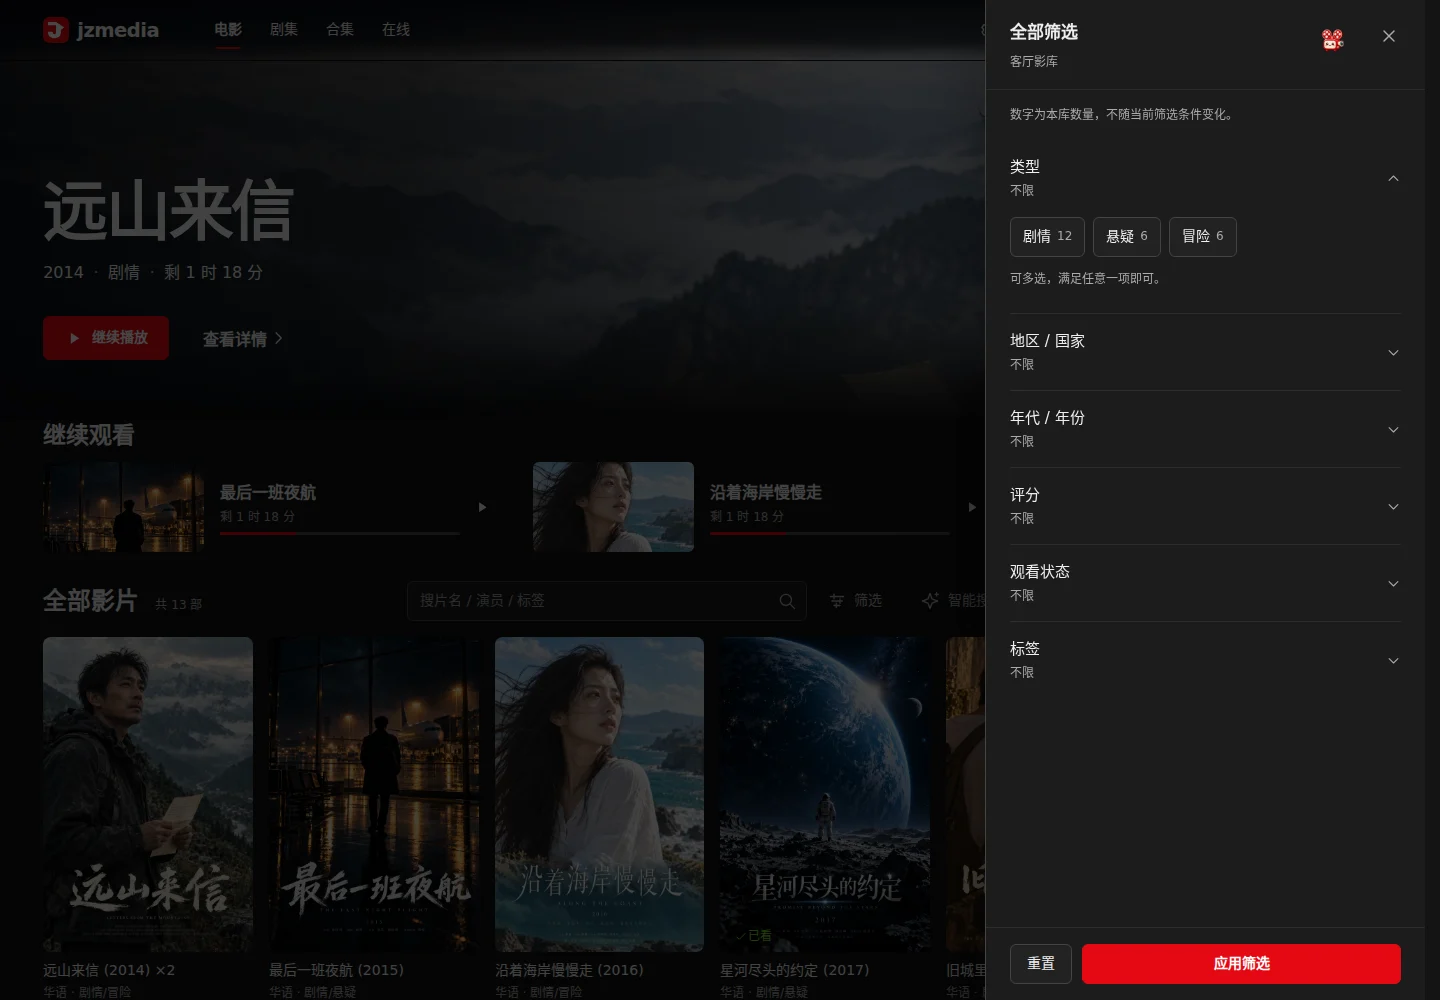 jzmedia
电影
剧集
合集
在线
远山来信
2014 · 剧情 · 剩 1 时 18 分
继续播放
查看详情
继续观看
最后一班夜航
剩 1 时 18 分
沿着海岸慢慢走
剩 1 时 18 分
全部影片 共 13 部
搜片名 / 演员 / 标签
筛选
智能搜
远山来信
最后一班夜航
沿着海岸慢慢走
星河尽头的约定
2017
✓已看
远山来信 (2014) ×2
华语 · 剧情/冒险
最后一班夜航 (2015)
华语 · 剧情/悬疑
沿着海岸慢慢走 (2016)
华语 · 剧情/冒险
星河尽头的约定 (2017)
华语 · 剧情/悬疑
旧城里
华语 ·
全部筛选
客厅影库
数字为本库数量，不随当前筛选条件变化。
类型
不限
剧情 12
悬疑 6
冒险 6
可多选，满足任意一项即可。
地区 / 国家
不限
年代 / 年份
不限
评分
不限
观看状态
不限
标签
不限
重置
应用筛选